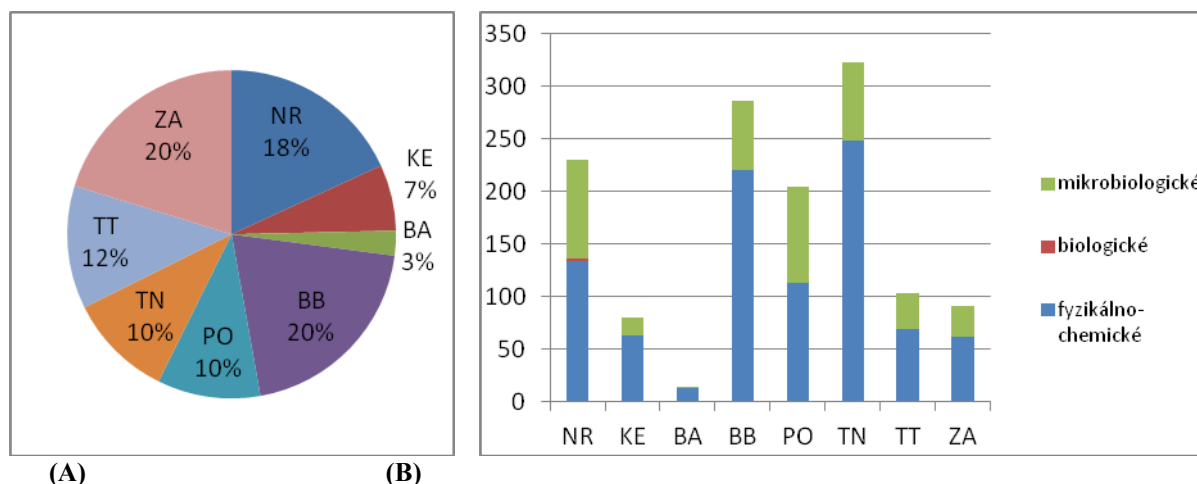 ZA
20%
NR
18%
KE
7%
BA
3%
TT
12%
TN
10%
PO
10%
BB
20%
350
300
250
200
150
100
50
0
NR KE BA BB PO TN TT ZA
mikrobiologické
biologické
fyzikálno-
chemické
(A) (B)